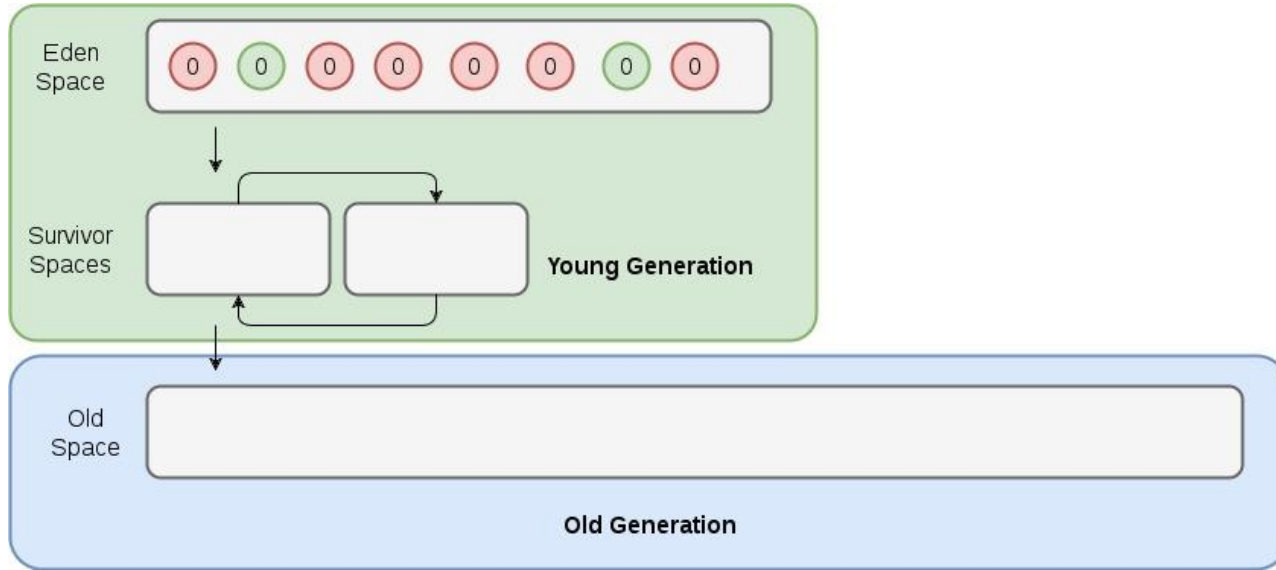 Eden
Space
0 0 0 0 0 0 0 0
Survivor
Spaces
Young Generation
Old
Space
Old Generation